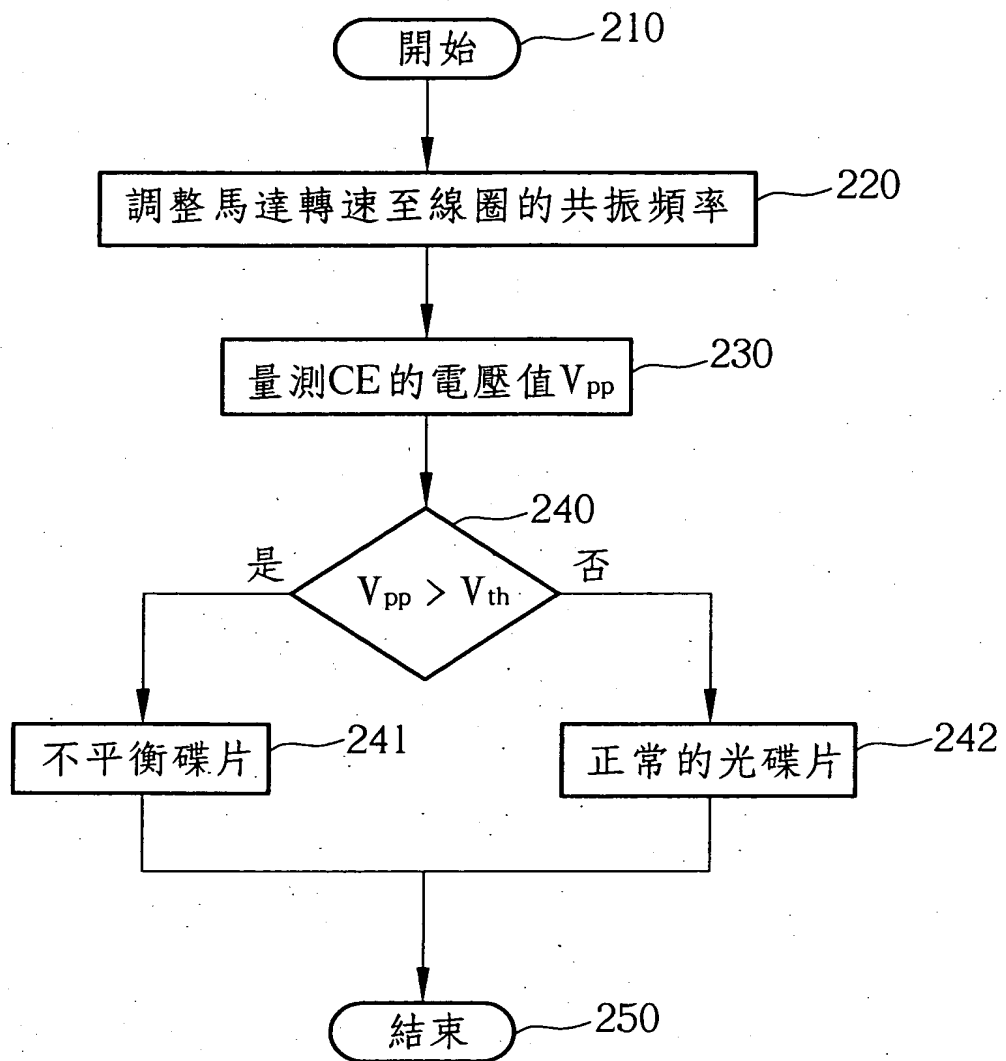 開始
210
調整馬達轉速至線圈的共振頻率
220
量測CE的電壓值Vpp
230
240
是
Vpp > Vth
否
不平衡碟片
241
正常的光碟片
242
結束
250